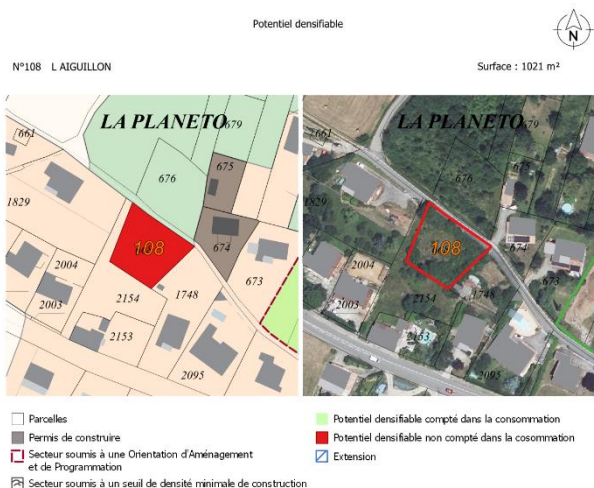 Potentiel densifiable
N
N°108 L AIGUILLON
Surface : 1021 m²
LA PLANETO
679
661
675
676
1829
108
674
2004
673
2003
2154
1748
2153
2095
LA PLANETO
679
661
675
676
1829
108
674
2004
673
2003
2154
1748
2153
2095
Parcelles
Permis de construire
Secteur soumis à une Orientation d'Aménagement
et de Programmation
Secteur soumis à un seuil de densité minimale de construction
Potentiel densifiable compté dans la consommation
Potentiel densifiable non compté dans la cosommation
Extension